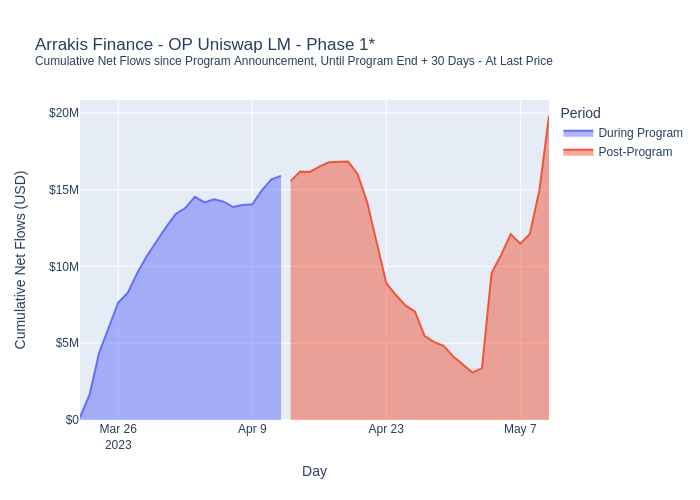 Arrakis Finance - OP Uniswap LM - Phase 1*
Cumulative Net Flows since Program Announcement, Until Program End + 30 Days - At Last Price
Period
During Program
Post-Program
Cumulative Net Flows (USD)
$20M
$15M
$10M
$5M
$0
Mar 26
2023
Apr 9
Apr 23
May 7
Day